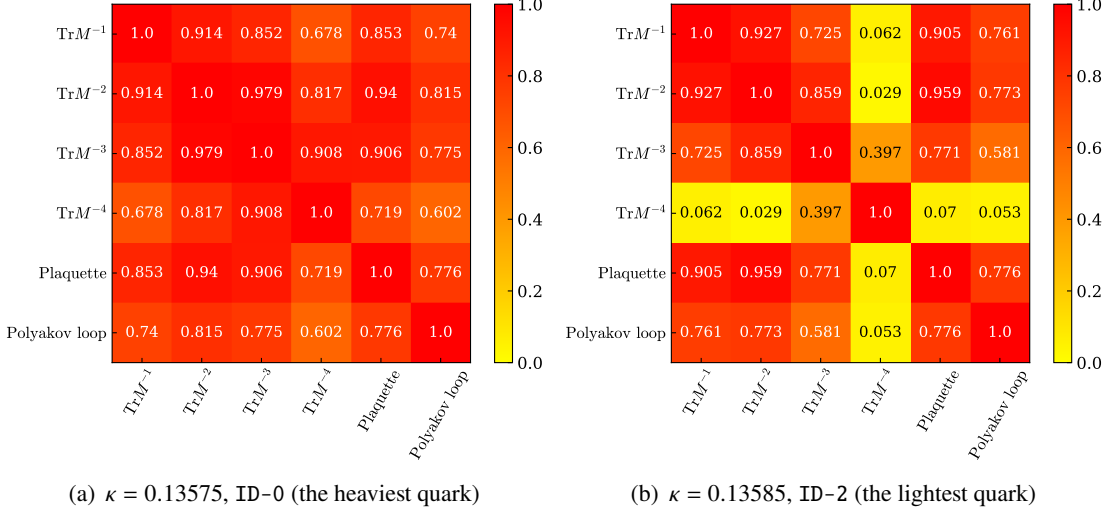 TrM⁻¹ 1.0 0.914 0.852 0.678 0.853 0.74
TrM⁻² 0.914 1.0 0.979 0.817 0.94 0.815
TrM⁻³ 0.852 0.979 1.0 0.908 0.906 0.775
TrM⁻⁴ 0.678 0.817 0.908 1.0 0.719 0.602
Plaquette 0.853 0.94 0.906 0.719 1.0 0.776
Polyakov loop 0.74 0.815 0.775 0.602 0.776 1.0
TrM⁻¹ TrM⁻² TrM⁻³ TrM⁻⁴ Plaquette Polyakov loop
1.0
0.8
0.6
0.4
0.2
0.0
(a) κ = 0.13575, ID-0 (the heaviest quark)
TrM⁻¹ 1.0 0.927 0.725 0.062 0.905 0.761
TrM⁻² 0.927 1.0 0.859 0.029 0.959 0.773
TrM⁻³ 0.725 0.859 1.0 0.397 0.771 0.581
TrM⁻⁴ 0.062 0.029 0.397 1.0 0.07 0.053
Plaquette 0.905 0.959 0.771 0.07 1.0 0.776
Polyakov loop 0.761 0.773 0.581 0.053 0.776 1.0
TrM⁻¹ TrM⁻² TrM⁻³ TrM⁻⁴ Plaquette Polyakov loop
1.0
0.8
0.6
0.4
0.2
0.0
(b) κ = 0.13585, ID-2 (the lightest quark)